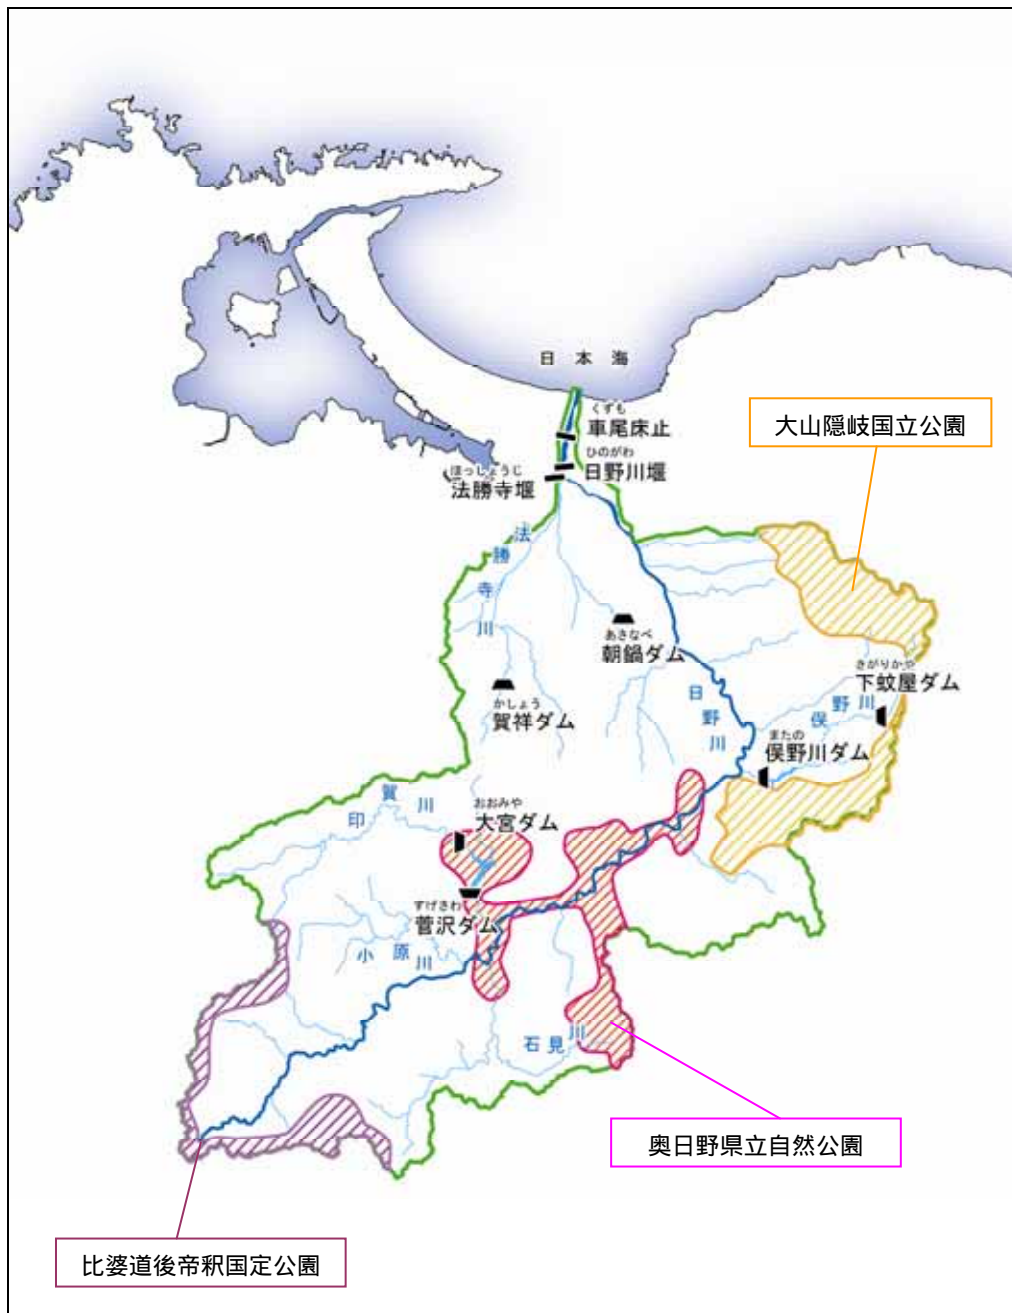 日本海
くずも
車尾床止
ひのがわ
日野川堰
ほっしょうじ
法勝寺堰
大山隠岐国立公園
法勝寺川
あさなべ
朝鍋ダム
かしょう
賀祥ダム
日野川
さがりかや
下蚊屋ダム
俣野川
またの
俣野川ダム
印賀川
おおみや
大宮ダム
すげさわ
菅沢ダム
小原川
石見川
奥日野県立自然公園
比婆道後帝釈国定公園